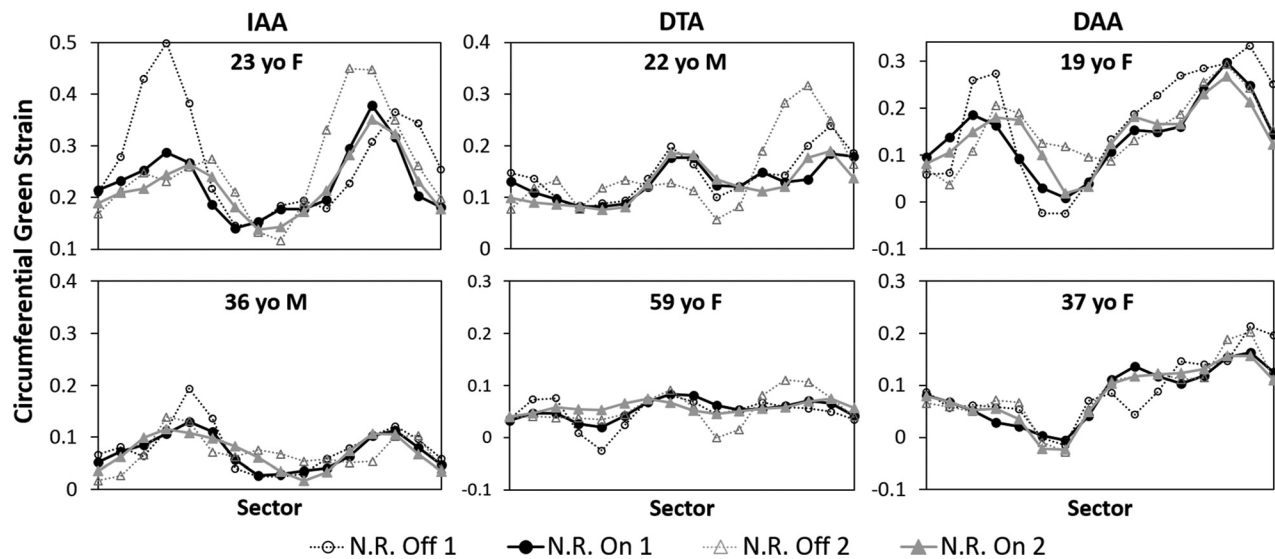 IAA DTA DAA
Circumferential Green Strain
0.5 23 yo F 0.4 22 yo M 0.3 19 yo F
0.4 0.3 0.2
0.3 0.2 0.1
0.2 0.1 0
0.1 0 -0.1
0.4 36 yo M 0.3 59 yo F 0.3 37 yo F
0.3 0.2 0.2
0.2 0.1 0.1
0.1 0 0
0 -0.1 -0.1
Sector Sector Sector
N.R. Off 1 N.R. On 1 N.R. Off 2 N.R. On 2